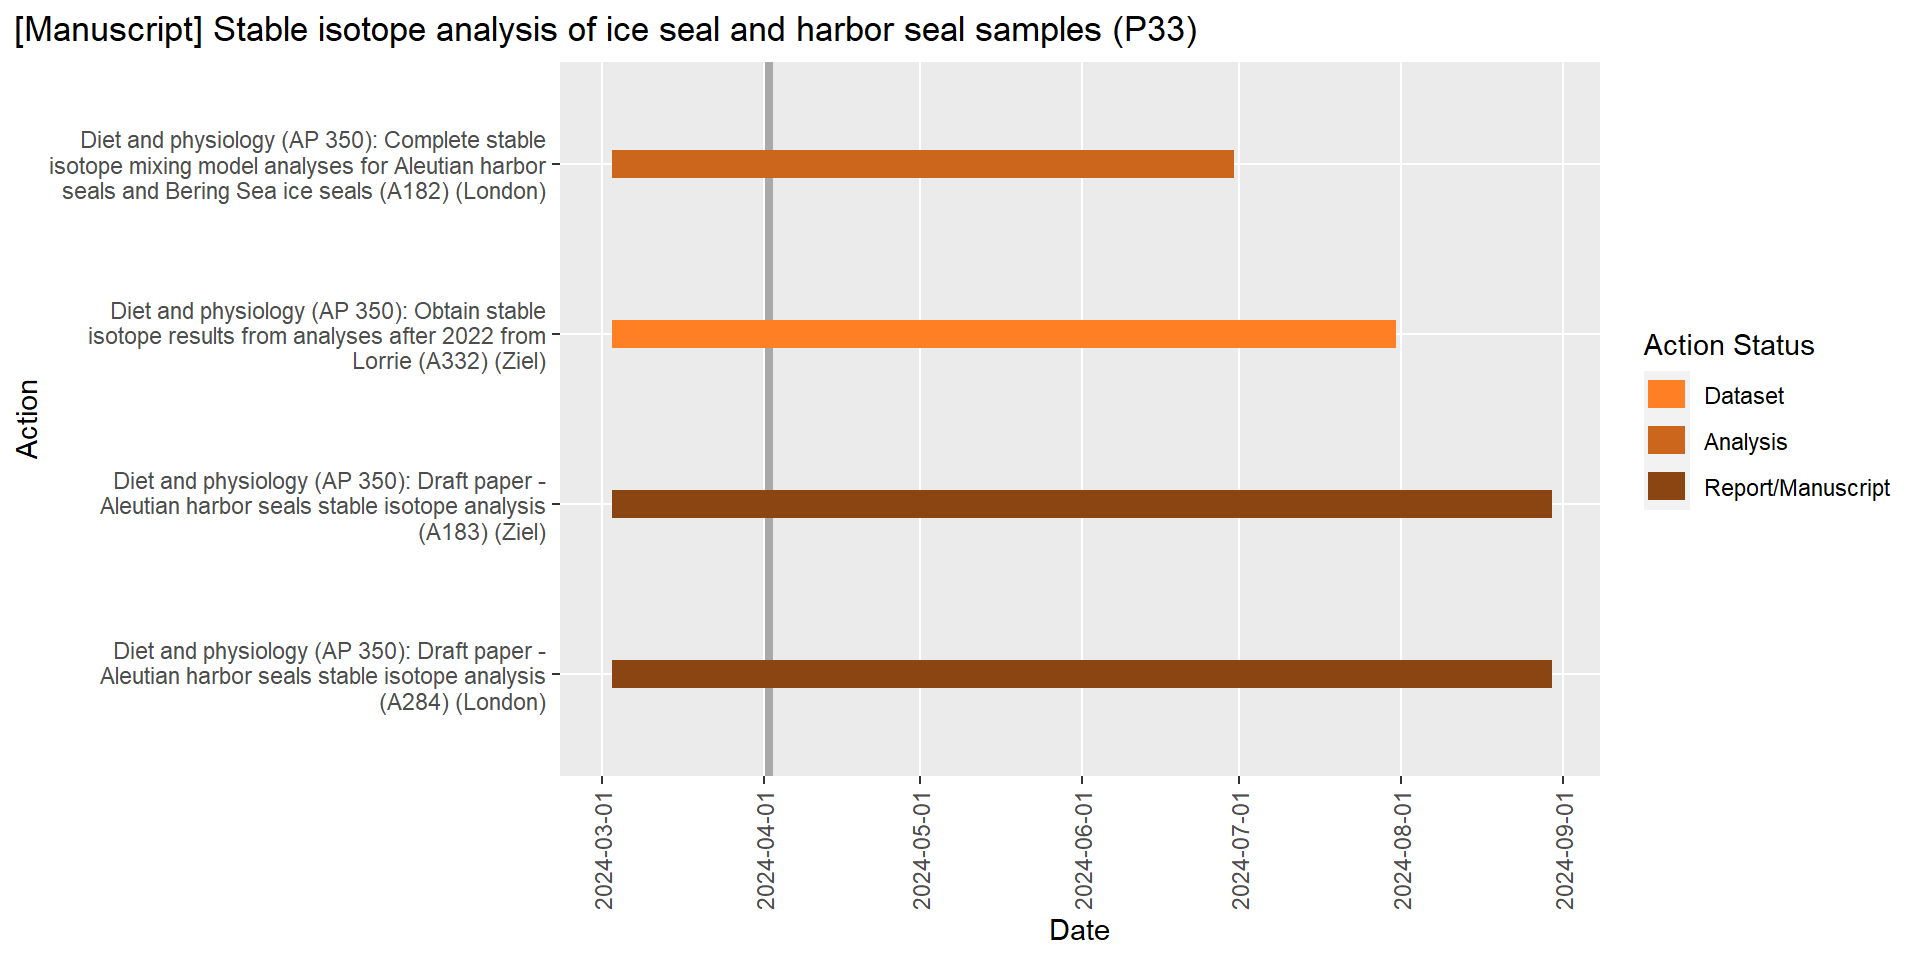 [Manuscript] Stable isotope analysis of ice seal and harbor seal samples (P33)
Diet and physiology (AP 350): Complete stable
isotope mixing model analyses for Aleutian harbor
seals and Bering Sea ice seals (A182) (London)
Diet and physiology (AP 350): Obtain stable
isotope results from analyses after 2022 from
Lorrie (A332) (Ziel)
Diet and physiology (AP 350): Draft paper -
Aleutian harbor seals stable isotope analysis
(A183) (Ziel)
Diet and physiology (AP 350): Draft paper -
Aleutian harbor seals stable isotope analysis
(A284) (London)
Action
2024-03-01
2024-04-01
2024-05-01
2024-06-01
2024-07-01
2024-08-01
2024-09-01
Date
Action Status
Dataset
Analysis
Report/Manuscript